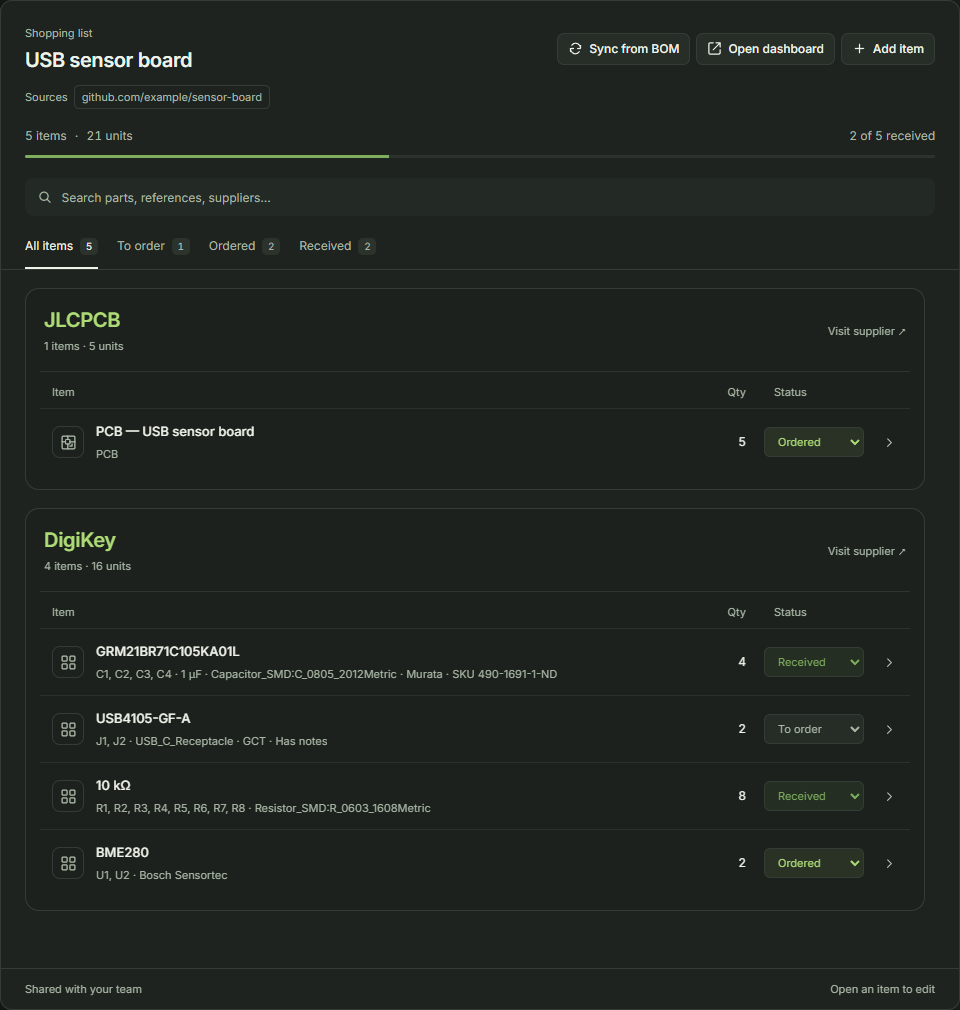 Shopping list
USB sensor board
Sync from BOM
Open dashboard
Add item
Sources github.com/example/sensor-board
5 items · 21 units
2 of 5 received
Search parts, references, suppliers...
All items 5
To order 1
Ordered 2
Received 2
JLCPCB
1 items · 5 units
Visit supplier ↗
Item Qty Status
PCB — USB sensor board
PCB
5 Ordered
DigiKey
4 items · 16 units
Visit supplier ↗
Item Qty Status
GRM21BR71C105KA01L
C1, C2, C3, C4 · 1 µF · Capacitor_SMD:C_0805_2012Metric · Murata · SKU 490-1691-1-ND
4 Received
USB4105-GF-A
J1, J2 · USB_C_Receptacle · GCT · Has notes
2 To order
10 kΩ
R1, R2, R3, R4, R5, R6, R7, R8 · Resistor_SMD:R_0603_1608Metric
8 Received
BME280
U1, U2 · Bosch Sensortec
2 Ordered
Shared with your team
Open an item to edit